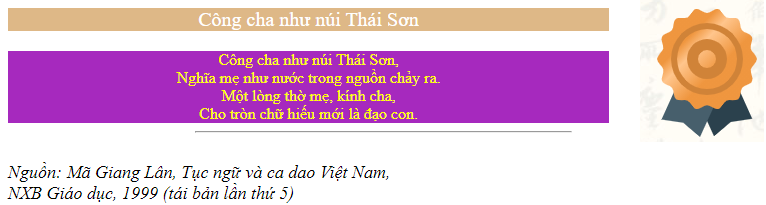 Công cha như núi Thái Sơn
Công cha như núi Thái Sơn,
Nghĩa mẹ như nước trong nguồn chảy ra.
Một lòng thờ mẹ, kính cha,
Cho tròn chữ hiếu mới là đạo con.
Nguồn: Mã Giang Lân, Tục ngữ và ca dao Việt Nam,
NXB Giáo dục, 1999 (tái bản lần thứ 5)